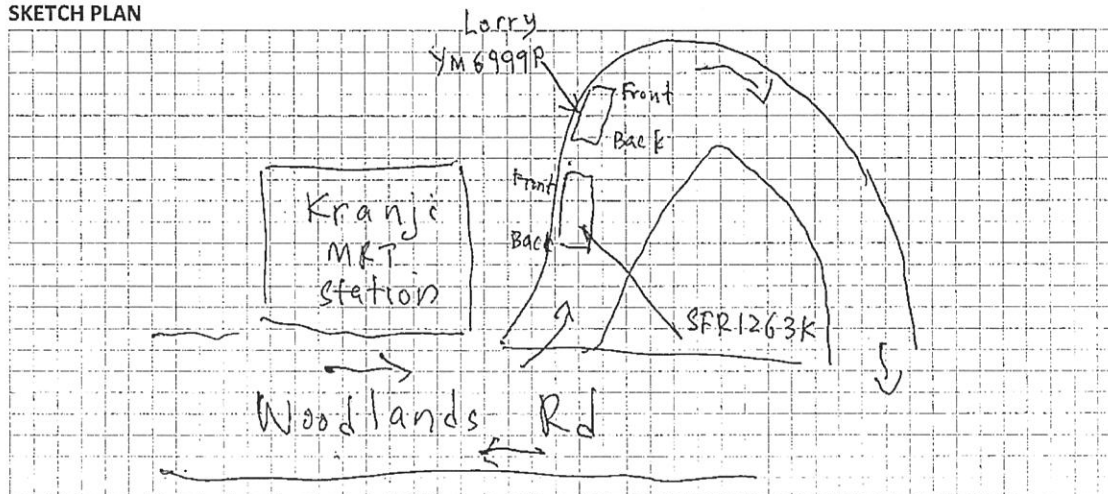 SKETCH PLAN
Lorry
YM6999P
Front
Back
Front
Back
Kranji
MRT
station
SFR1263K
Woodlands Rd